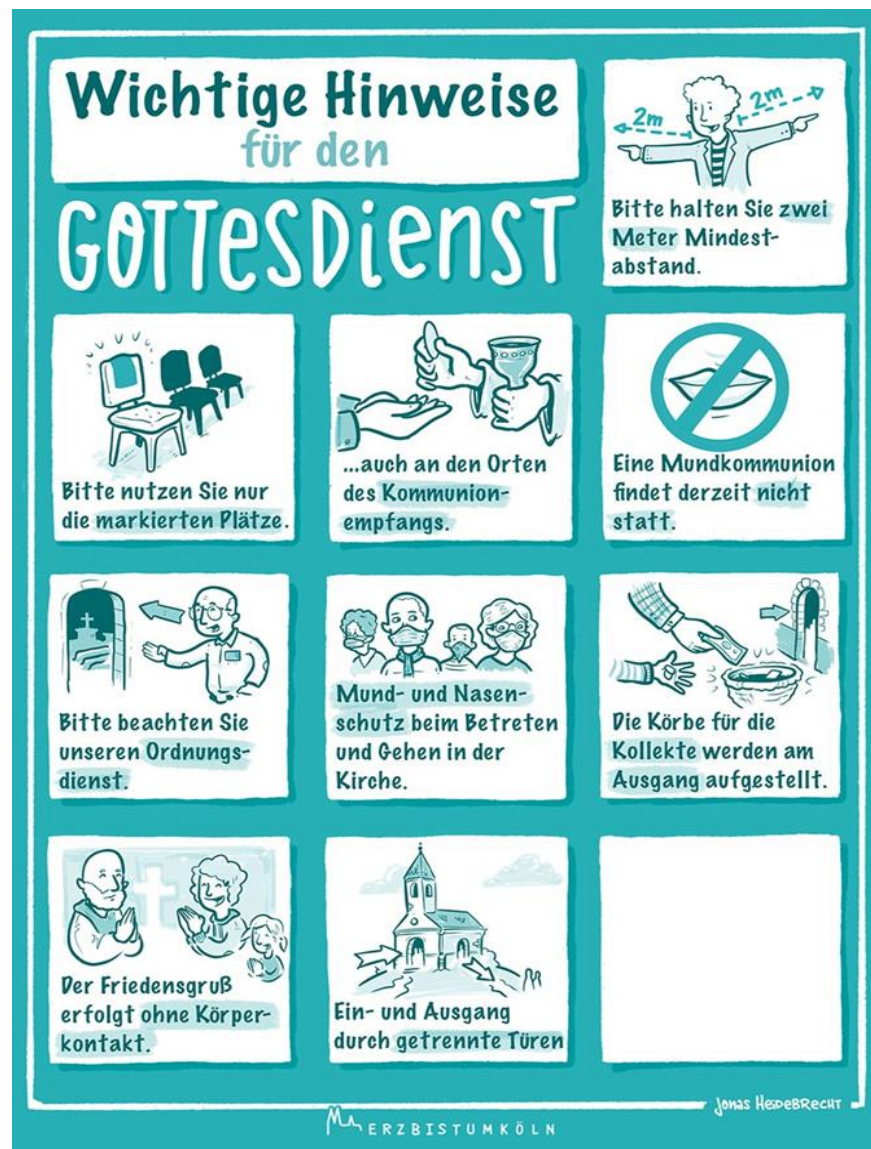 Wichtige Hinweise
für den
GOTTESDienST
2m
2m
Bitte halten Sie zwei
Meter Mindest-
abstand.
Bitte nutzen Sie nur
die markierten Plätze.
...auch an den Orten
des Kommunion-
empfangs.
Eine Mundkommunion
findet derzeit nicht
statt.
Bitte beachten Sie
unseren Ordnungs-
dienst.
Mund- und Nasen-
schutz beim Betreten
und Gehen in der
Kirche.
Die Körbe für die
Kollekte werden am
Ausgang aufgestellt.
Der Friedensgruß
erfolgt ohne Körper-
kontakt.
Ein- und Ausgang
durch getrennte Türen
Jonas HeideBRecHT
ERZBISTUMKÖLN